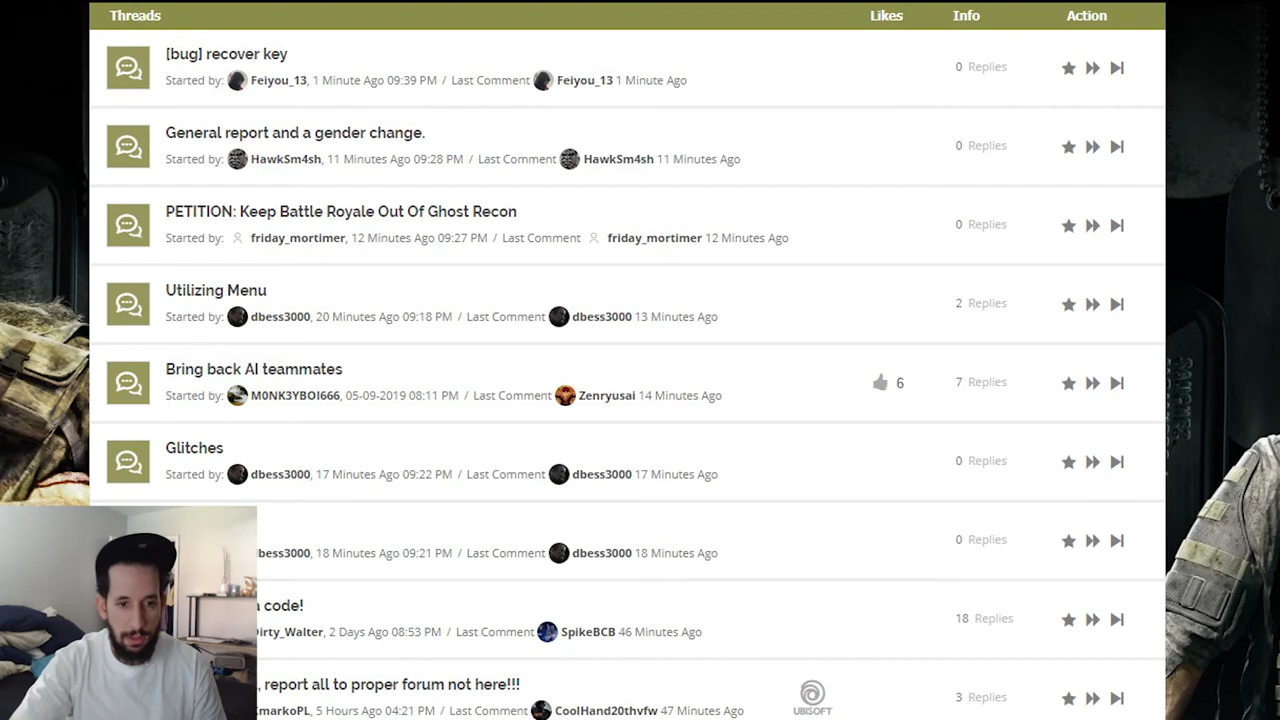 Threads Likes Info Action
[bug] recover key
Started by: Feiyou_13, 1 Minute Ago 09:39 PM / Last Comment Feiyou_13 1 Minute Ago
0 Replies
General report and a gender change.
Started by: HawkSm4sh, 11 Minutes Ago 09:28 PM / Last Comment HawkSm4sh 11 Minutes Ago
0 Replies
PETITION: Keep Battle Royale Out Of Ghost Recon
Started by: friday_mortimer, 12 Minutes Ago 09:27 PM / Last Comment friday_mortimer 12 Minutes Ago
0 Replies
Utilizing Menu
Started by: dbess3000, 20 Minutes Ago 09:18 PM / Last Comment dbess3000 13 Minutes Ago
2 Replies
Bring back AI teammates
Started by: M0NK3YBOI666, 05-09-2019 08:11 PM / Last Comment Zenryusai 14 Minutes Ago
6
7 Replies
Glitches
Started by: dbess3000, 17 Minutes Ago 09:22 PM / Last Comment dbess3000 17 Minutes Ago
0 Replies
bess3000, 18 Minutes Ago 09:21 PM / Last Comment dbess3000 18 Minutes Ago
0 Replies
code!
Dirty_Walter, 2 Days Ago 08:53 PM / Last Comment SpikeBCB 46 Minutes Ago
18 Replies
, report all to proper forum not here!!!
5 Hours Ago 04:21 PM / Last Comment CoolHand20thvfw 47 Minutes Ago
3 Replies
UBISOFT